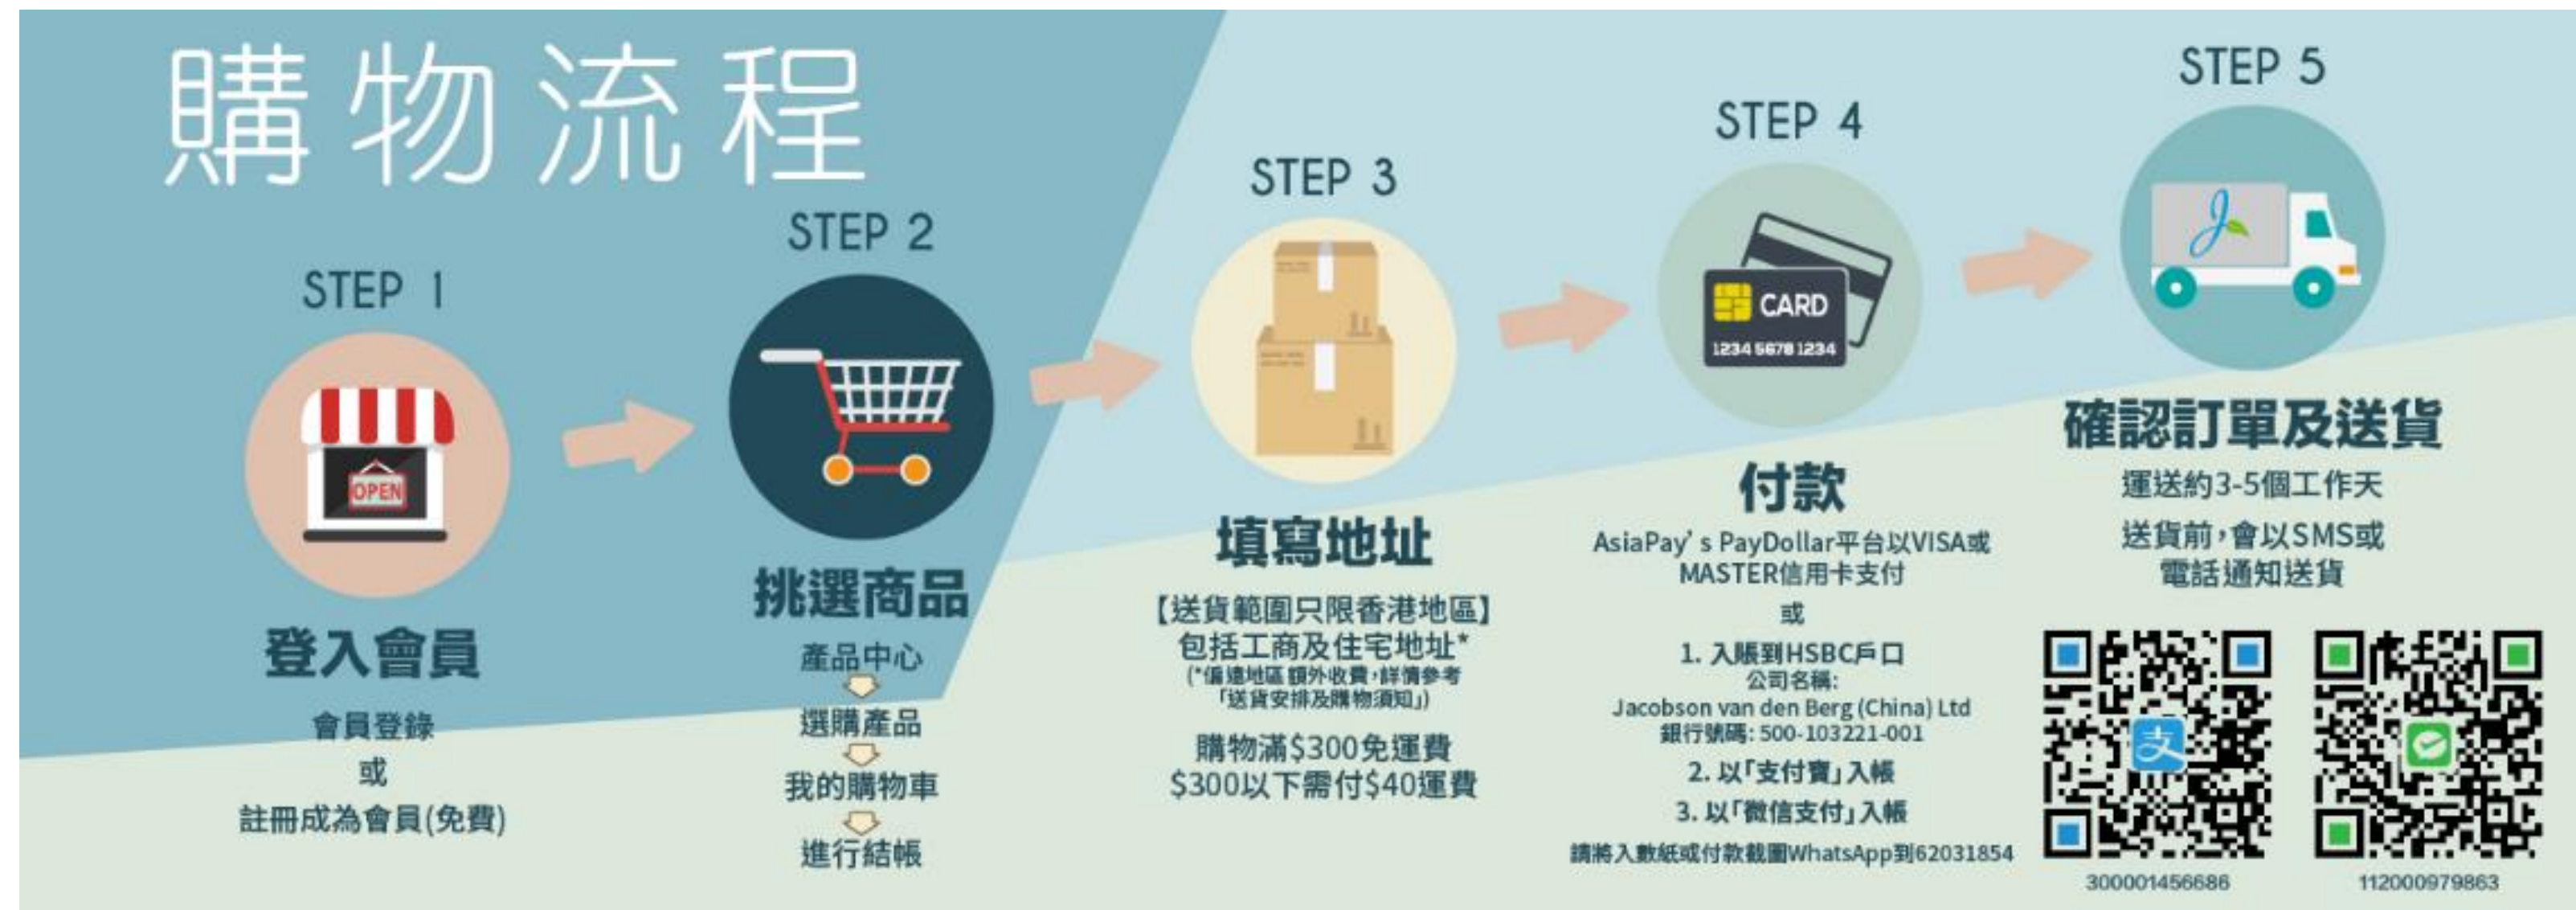 購物流程
STEP 1
OPEN
登入會員
會員登錄
或
註冊成為會員(免費)
STEP 2
挑選商品
產品中心
選購產品
我的購物車
進行結帳
STEP 3
填寫地址
【送貨範圍只限香港地區】
包括工商及住宅地址*
(*偏遠地區額外收費,詳情參考
「送貨安排及購物須知」)
購物滿$300免運費
$300以下需付$40運費
STEP 4
CARD
1234 5678 1234
付款
AsiaPay's PayDollar平台以VISA或
MASTER信用卡支付
或
1. 入賬到HSBC戶口
公司名稱:
Jacobson van den Berg (China) Ltd
銀行號碼: 500-103221-001
2. 以「支付寶」入帳
3. 以「微信支付」入帳
請將入數紙或付款截圖WhatsApp到62031854
STEP 5
J
確認訂單及送貨
運送約3-5個工作天
送貨前,會以SMS或
電話通知送貨
支
300001456686
112000979863